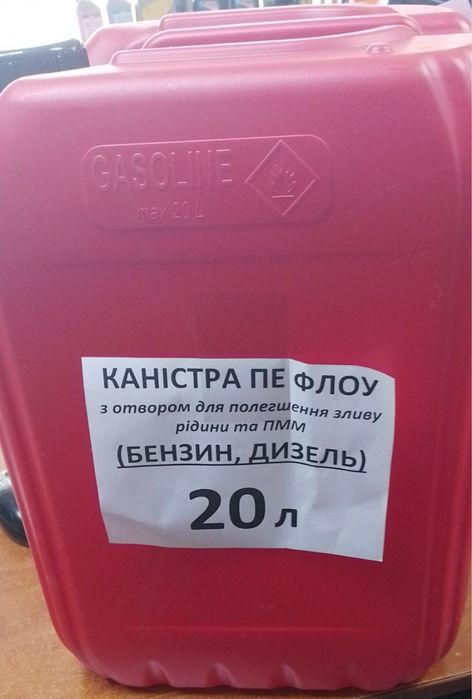 GASOLINE
max 20 L
КАНІСТРА ПЕ ФЛОУ
з отвором для полегшення зливу
рідини та ПММ
(БЕНЗИН, ДИЗЕЛЬ)
20 л